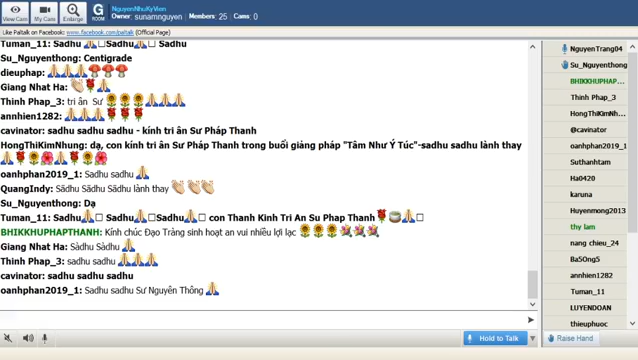 View Cam
My Cam
Enlarge
G
ROOM
NguyenNhuKyVien
Owner: sunamnguyen , Members: 25 Cams: 0
Like Paltalk on Facebook: www.facebook.com/paltalk (Official Page)
Tuman_11: Sadhu 🙏□Sadhu🙏□ Sadhu
Su_Nguyenthong: Centigrade
dieuphap: 🙏🙏🙏🍄🍄🍄
Giang Nhat Ha: 👏🌹🙏
Thinh Phap_3: tri ân Sư 🌻🌻🌻🙏🙏🙏
annhien1282: 🙏🙏🙏🌹🌹🌹
cavinator: sadhu sadhu sadhu - kính tri ân Sư Pháp Thanh
HongThiKimNhung: dạ, con kính tri ân Sư Pháp Thanh trong buổi giảng pháp "Tâm Như Ý Túc"-sadhu sadhu lành thay
🙏🌹🌼🌺🙏🌹🌼🌺
oanhphan2019_1: Sadhu sadhu 🙏
QuangIndy: Sādhu Sādhu Sādhu lành thay 👏👏👏
Su_Nguyenthong: Dạ
Tuman_11: Sadhu🙏□ Sadhu🙏□Sadhu🙏□ con Thanh Kinh Tri An Su Phap Thanh 🌹🍵🙏□
BHIKKHUPHAPTHANH: Kính chúc Đạo Tràng sinh hoạt an vui nhiều lợi lạc 🌻🌻🌻💐💐💐
Giang Nhat Ha: Sàdhu Sàdhu 🙏
Thinh Phap_3: sadhu sadhu 🙏🙏🙏
cavinator: sadhu sadhu sadhu
oanhphan2019_1: Sadhu sadhu Sư Nguyên Thông 🙏
Hold to Talk
NguyenTrang04
Su_Nguyenthong
BHIKKHUPHAP...
Thinh Phap_3
HongThiKimNh...
@cavinator
oanhphan2019_1
Suthanhtam
Ha0420
karuna
Huyenmong2013
thy lam
nang chieu_24
Ba5Ong5
annhien1282
Tuman_11
LUYENDOAN
thieuphuoc
Raise Hand